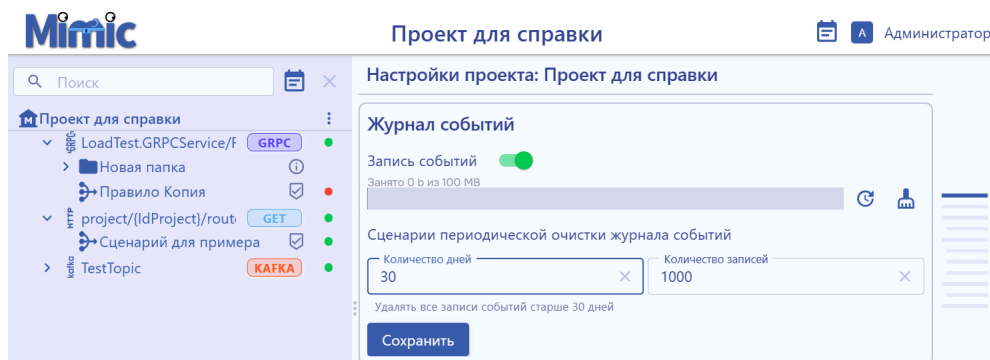 Mimic
Проект для справки
А Администратор
Поиск
Настройки проекта: Проект для справки
M Проект для справки
Журнал событий
GRPC LoadTest.GRPCService/F GRPC
Запись событий
Новая папка
Занято 0 b из 100 MB
Правило Копия
HTTP project/{IdProject}/rout GET
Сценарии периодической очистки журнала событий
Сценарий для примера
Количество дней Количество записей
kafka TestTopic KAFKA
30 1000
Удалять все записи событий старше 30 дней
Сохранить